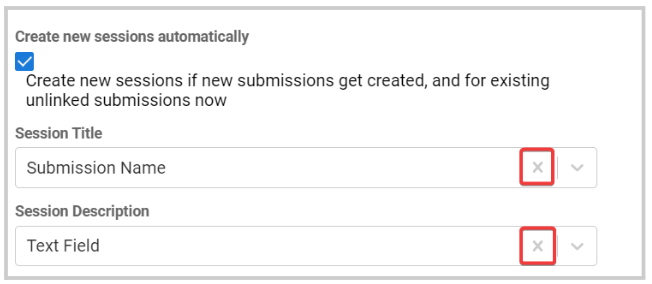 Create new sessions automatically
Create new sessions if new submissions get created, and for existing
unlinked submissions now
Session Title
Submission Name
Session Description
Text Field